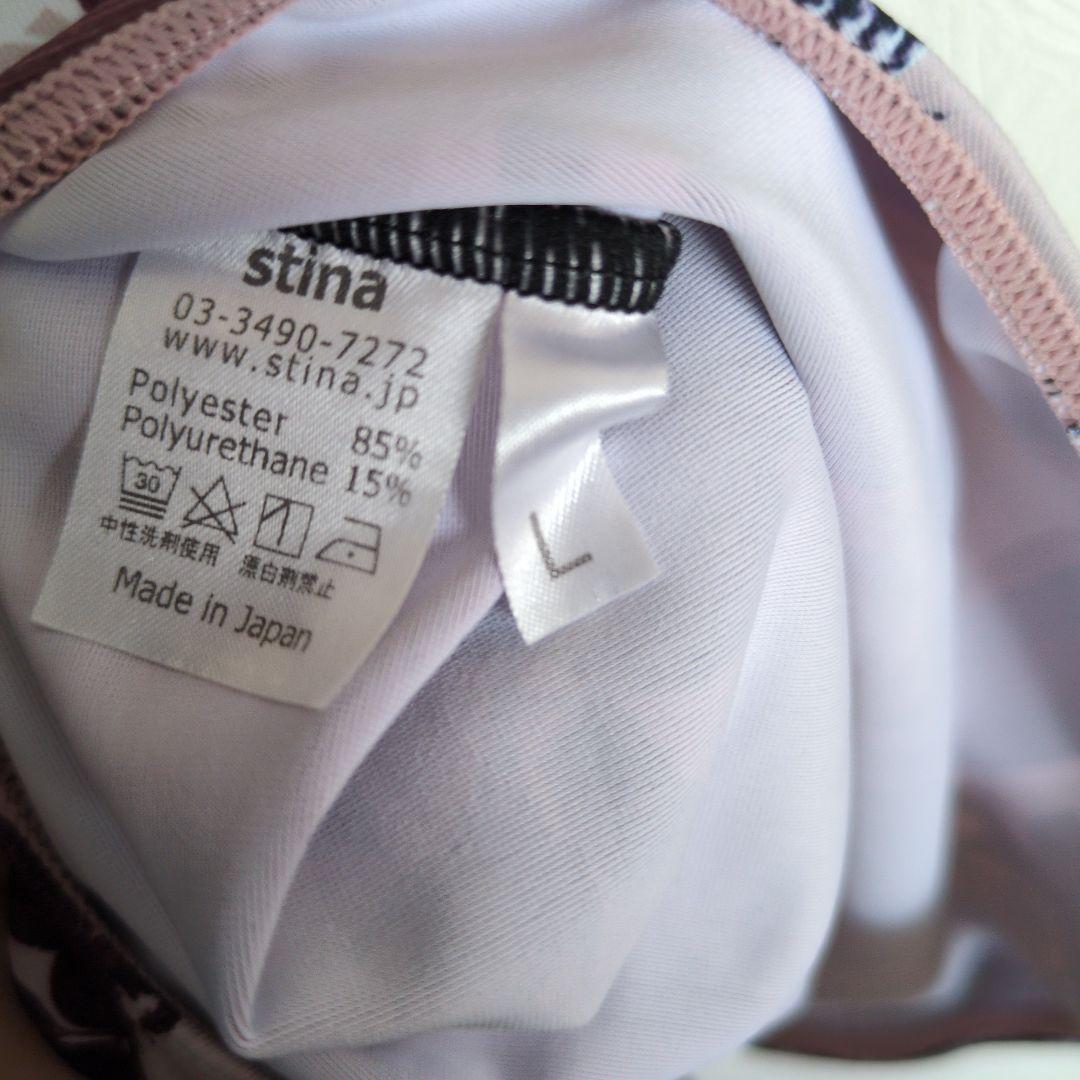 stina
03-3490-7272
www.stina.jp
Polyester 85%
Polyurethane 15%
30
中性洗剤使用 漂白剤禁止
Made in Japan
L